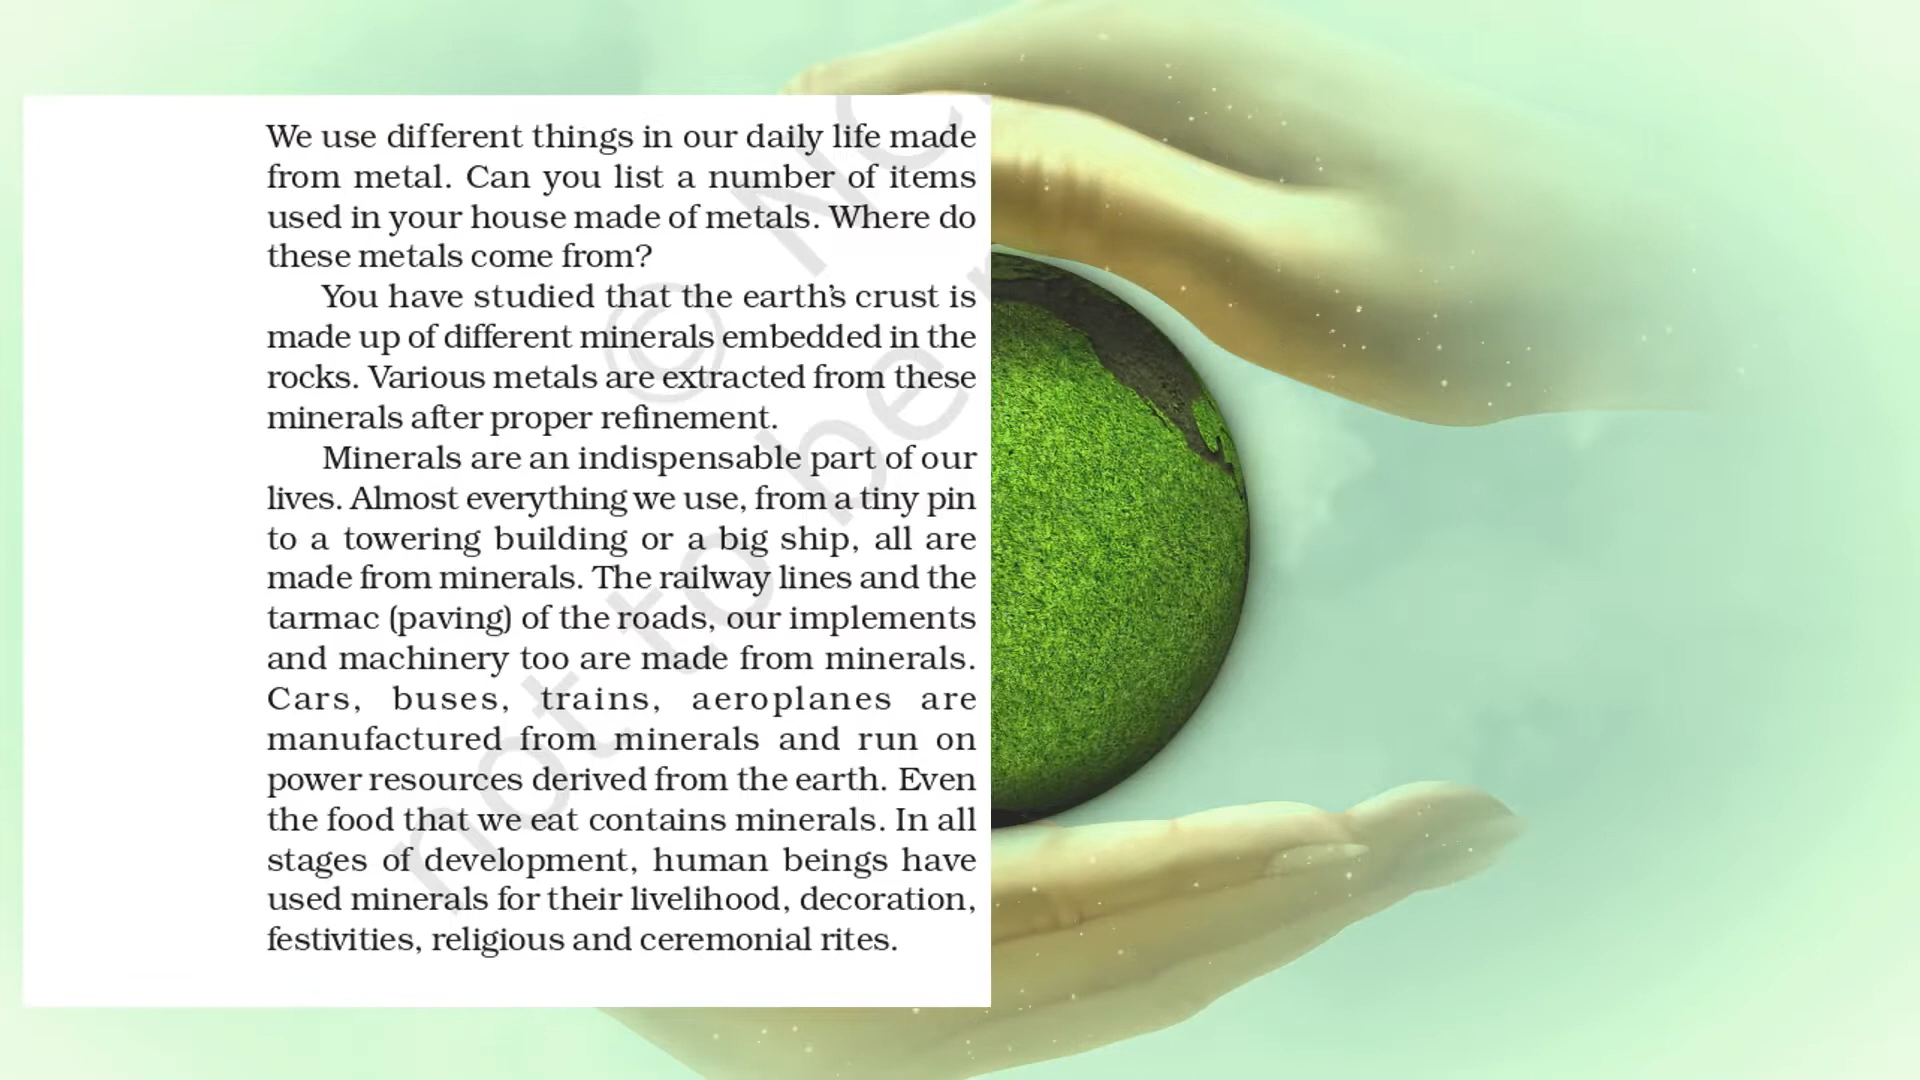 We use different things in our daily life made
from metal. Can you list a number of items
used in your house made of metals. Where do
these metals come from?
You have studied that the earth's crust is
made up of different minerals embedded in the
rocks. Various metals are extracted from these
minerals after proper refinement.
Minerals are an indispensable part of our
lives. Almost everything we use, from a tiny pin
to a towering building or a big ship, all are
made from minerals. The railway lines and the
tarmac (paving) of the roads, our implements
and machinery too are made from minerals.
Cars, buses, trains, aeroplanes are
manufactured from minerals and run on
power resources derived from the earth. Even
the food that we eat contains minerals. In all
stages of development, human beings have
used minerals for their livelihood, decoration,
festivities, religious and ceremonial rites.
© NC
not to be r